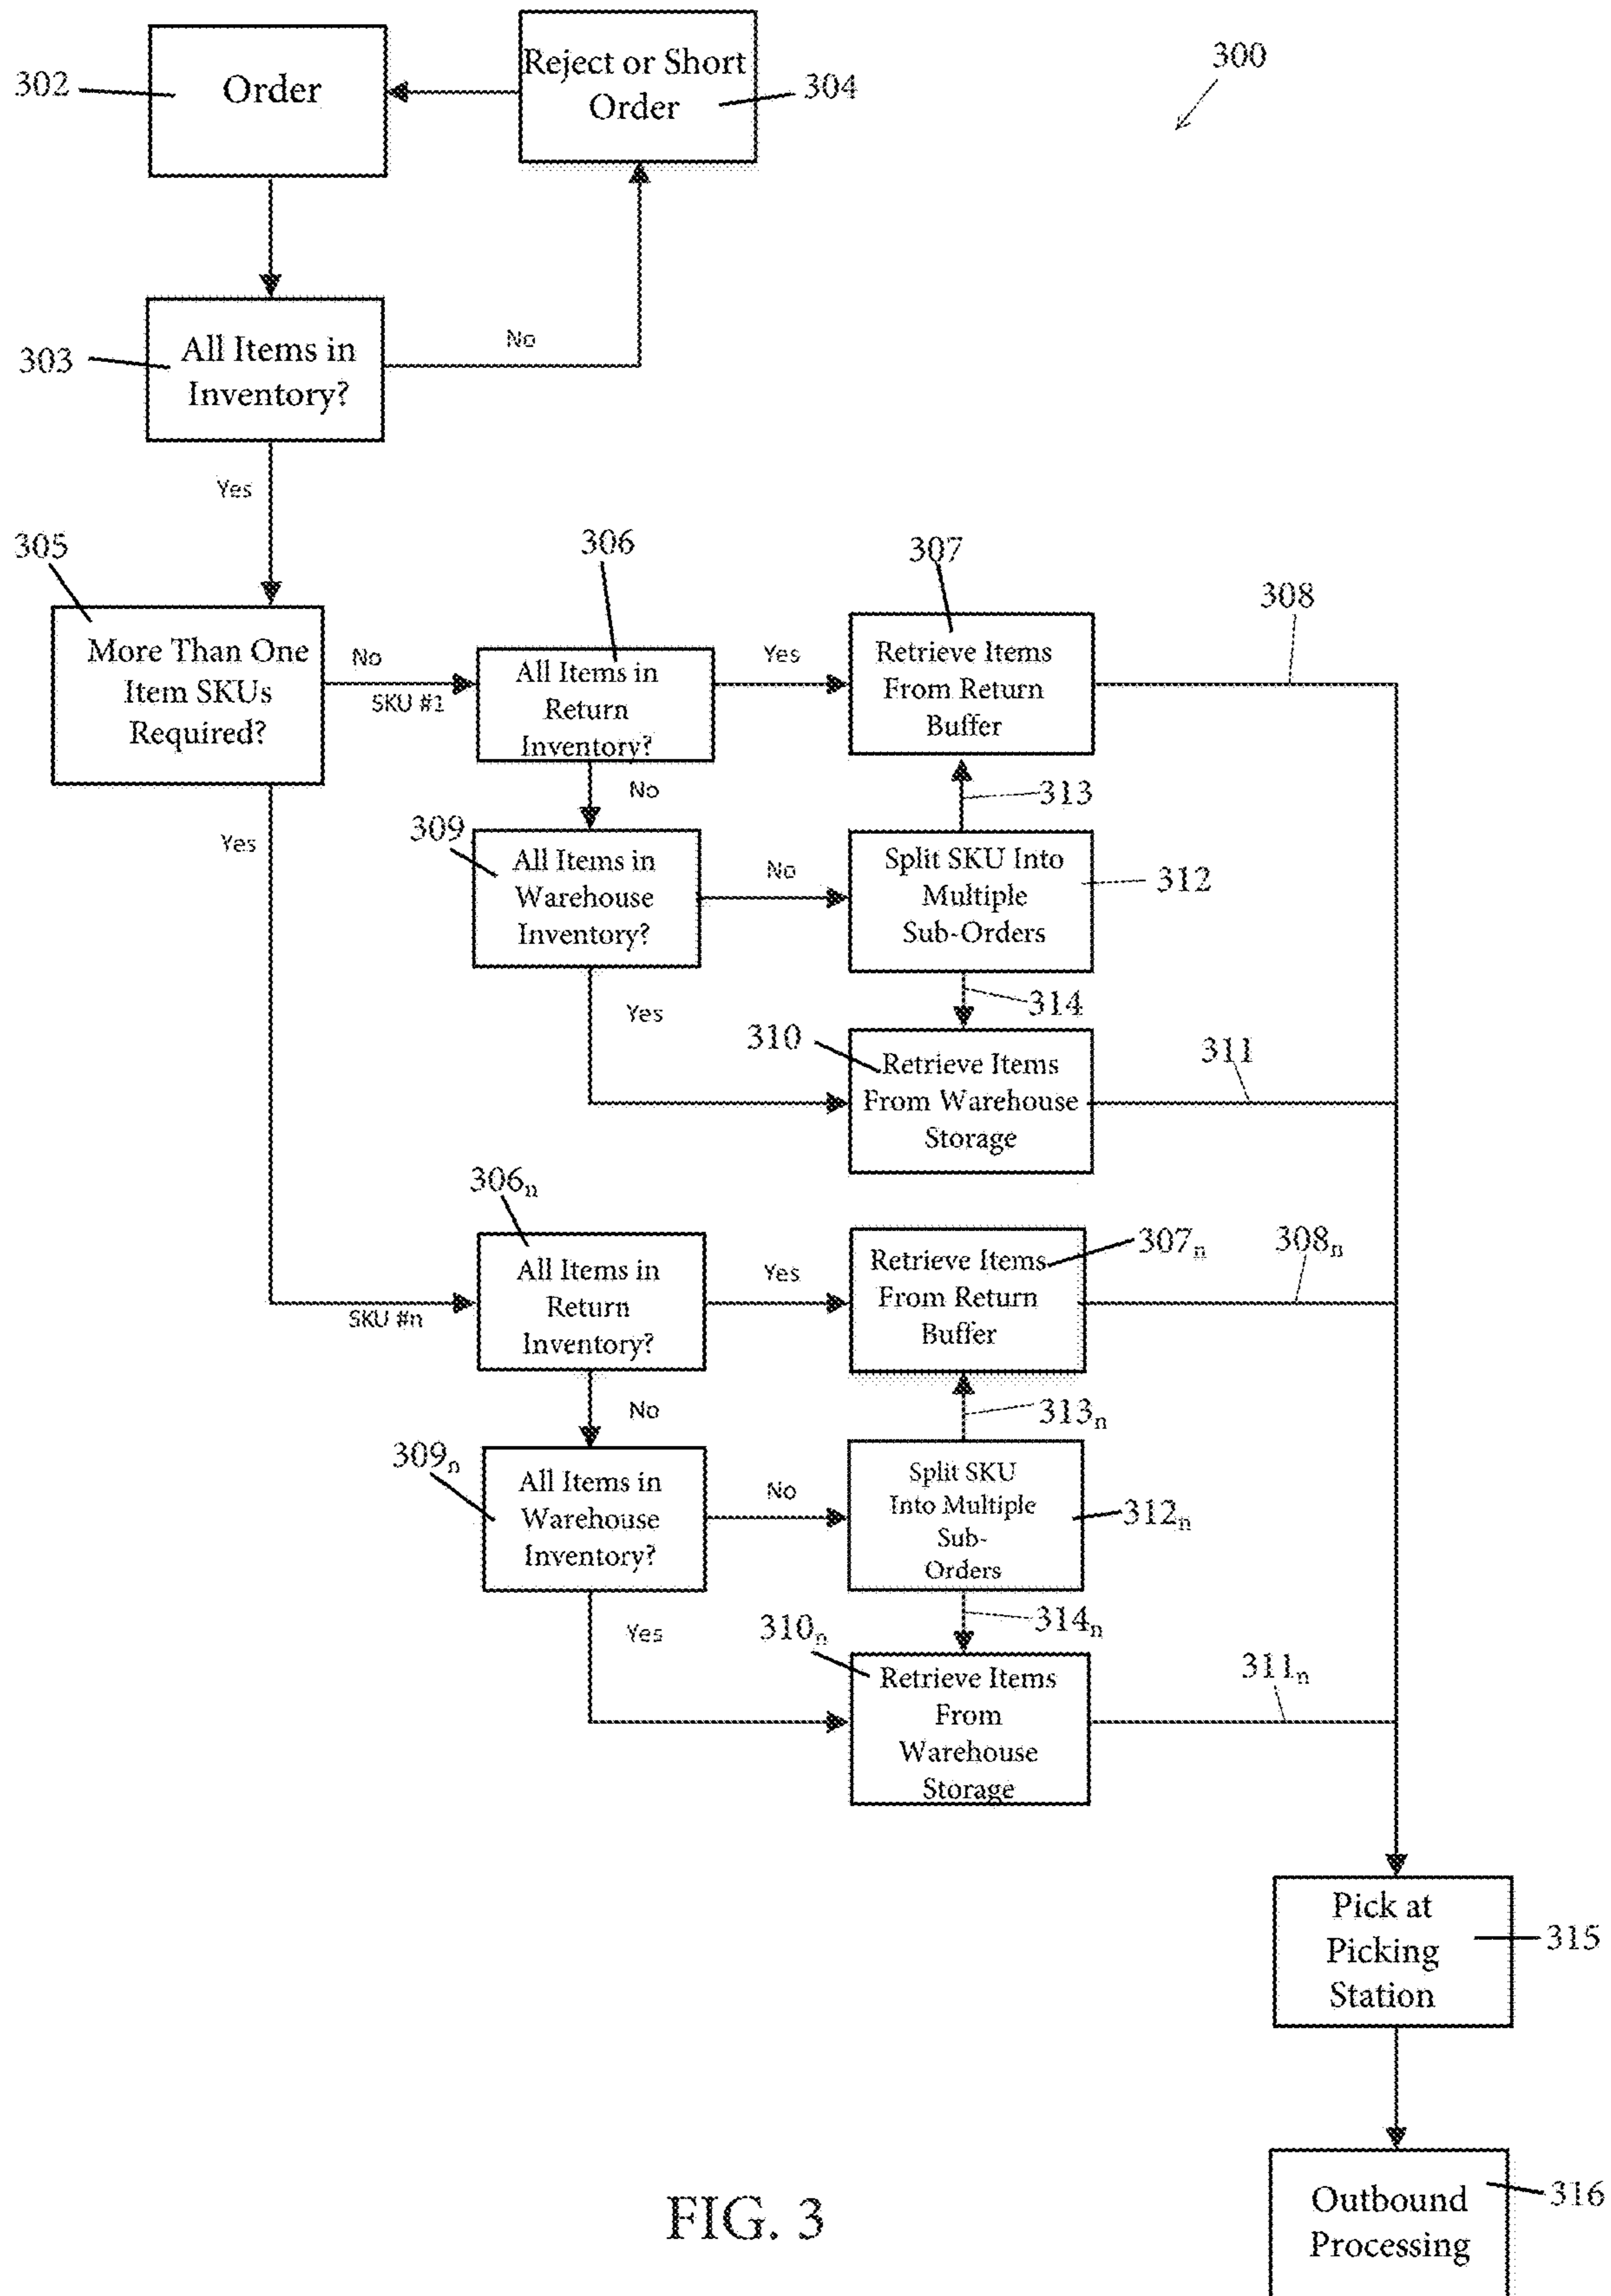 302
Order
Reject or Short
Order
304
300
303
All Items in
Inventory?
No
Yes
305
More Than One
Item SKUs
Required?
No
SKU #1
306
All Items in
Return
Inventory?
Yes
307
Retrieve Items
From Return
Buffer
308
No
313
309
All Items in
Warehouse
Inventory?
No
Split SKU Into
Multiple
Sub-Orders
312
Yes
314
Yes
310
Retrieve Items
From Warehouse
Storage
311
306n
SKU #n
All Items in
Return
Inventory?
Yes
Retrieve Items
From Return
Buffer
307n
308n
No
313n
309n
All Items in
Warehouse
Inventory?
No
Split SKU
Into Multiple
Sub-
Orders
312n
Yes
314n
310n
Retrieve Items
From
Warehouse
Storage
311n
Pick at
Picking
Station
315
Outbound
Processing
316
FIG. 3